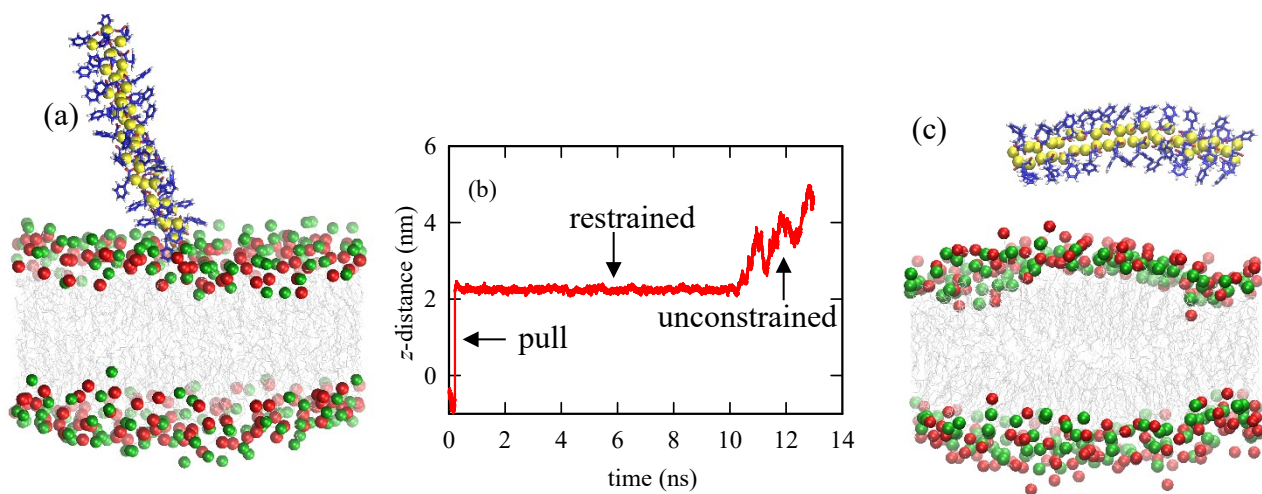 (a)
(b)
(c)
6
4
2
0
z-distance (nm)
restrained
unconstrained
pull
0 2 4 6 8 10 12 14
time (ns)